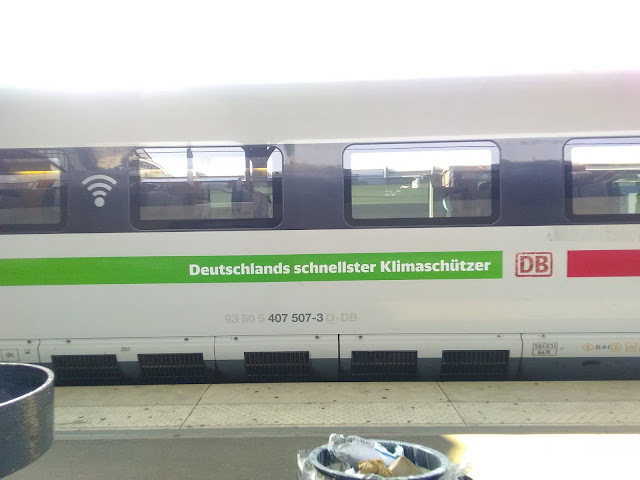 Deutschlands schnellster Klimaschützer
DB
93 80 5 407 507-3 D-DB